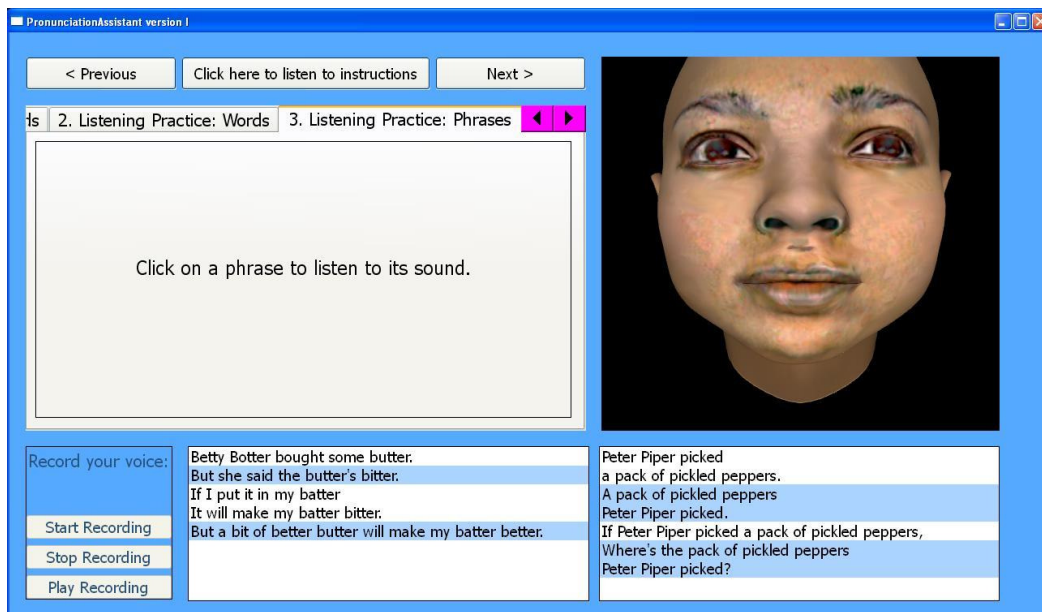 PronunciationAssistant version I
< Previous
Click here to listen to instructions
Next >
2. Listening Practice: Words
3. Listening Practice: Phrases
Click on a phrase to listen to its sound.
Record your voice:
Start Recording
Stop Recording
Play Recording
Betty Botter bought some butter.
But she said the butter's bitter.
If I put it in my batter
It will make my batter bitter.
But a bit of better butter will make my batter better.
Peter Piper picked
a pack of pickled peppers.
A pack of pickled peppers
Peter Piper picked.
If Peter Piper picked a pack of pickled peppers,
Where's the pack of pickled peppers
Peter Piper picked?